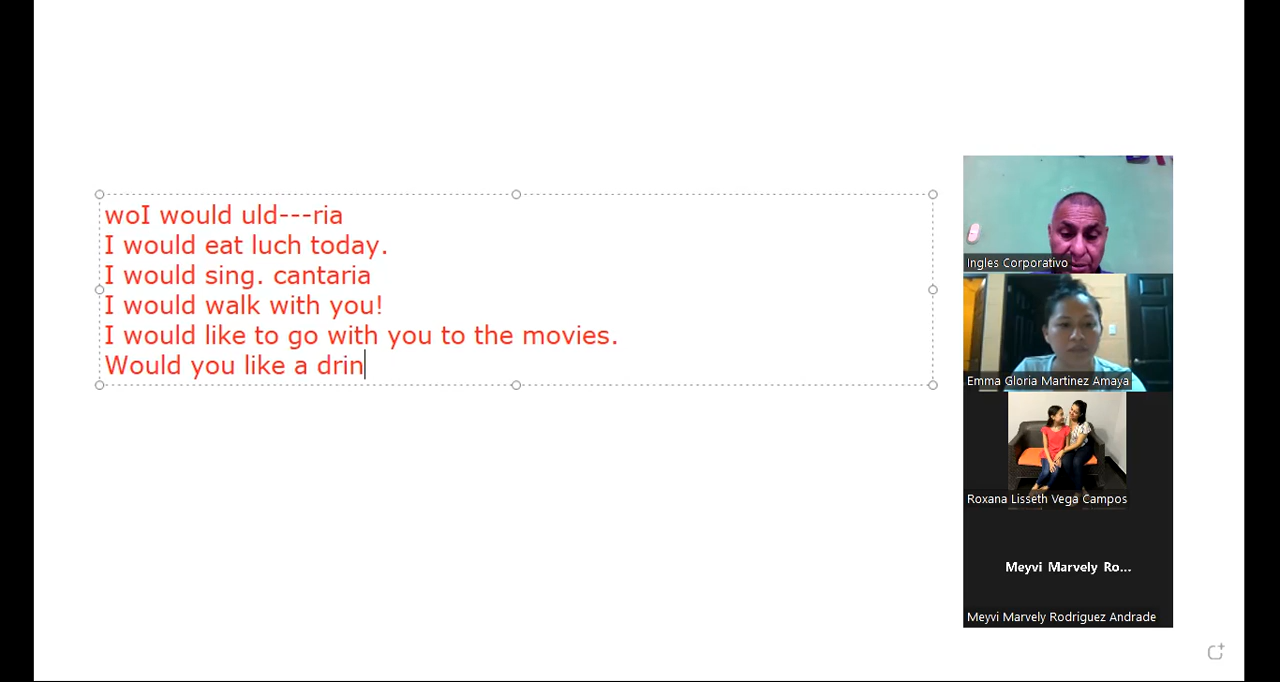 woI would uld---ria
I would eat luch today.
I would sing. cantaria
I would walk with you!
I would like to go with you to the movies.
Would you like a drin
Ingles Corporativo
Emma Gloria Martinez Amaya
Roxana Lisseth Vega Campos
Meyvi Marvely Ro...
Meyvi Marvely Rodriguez Andrade